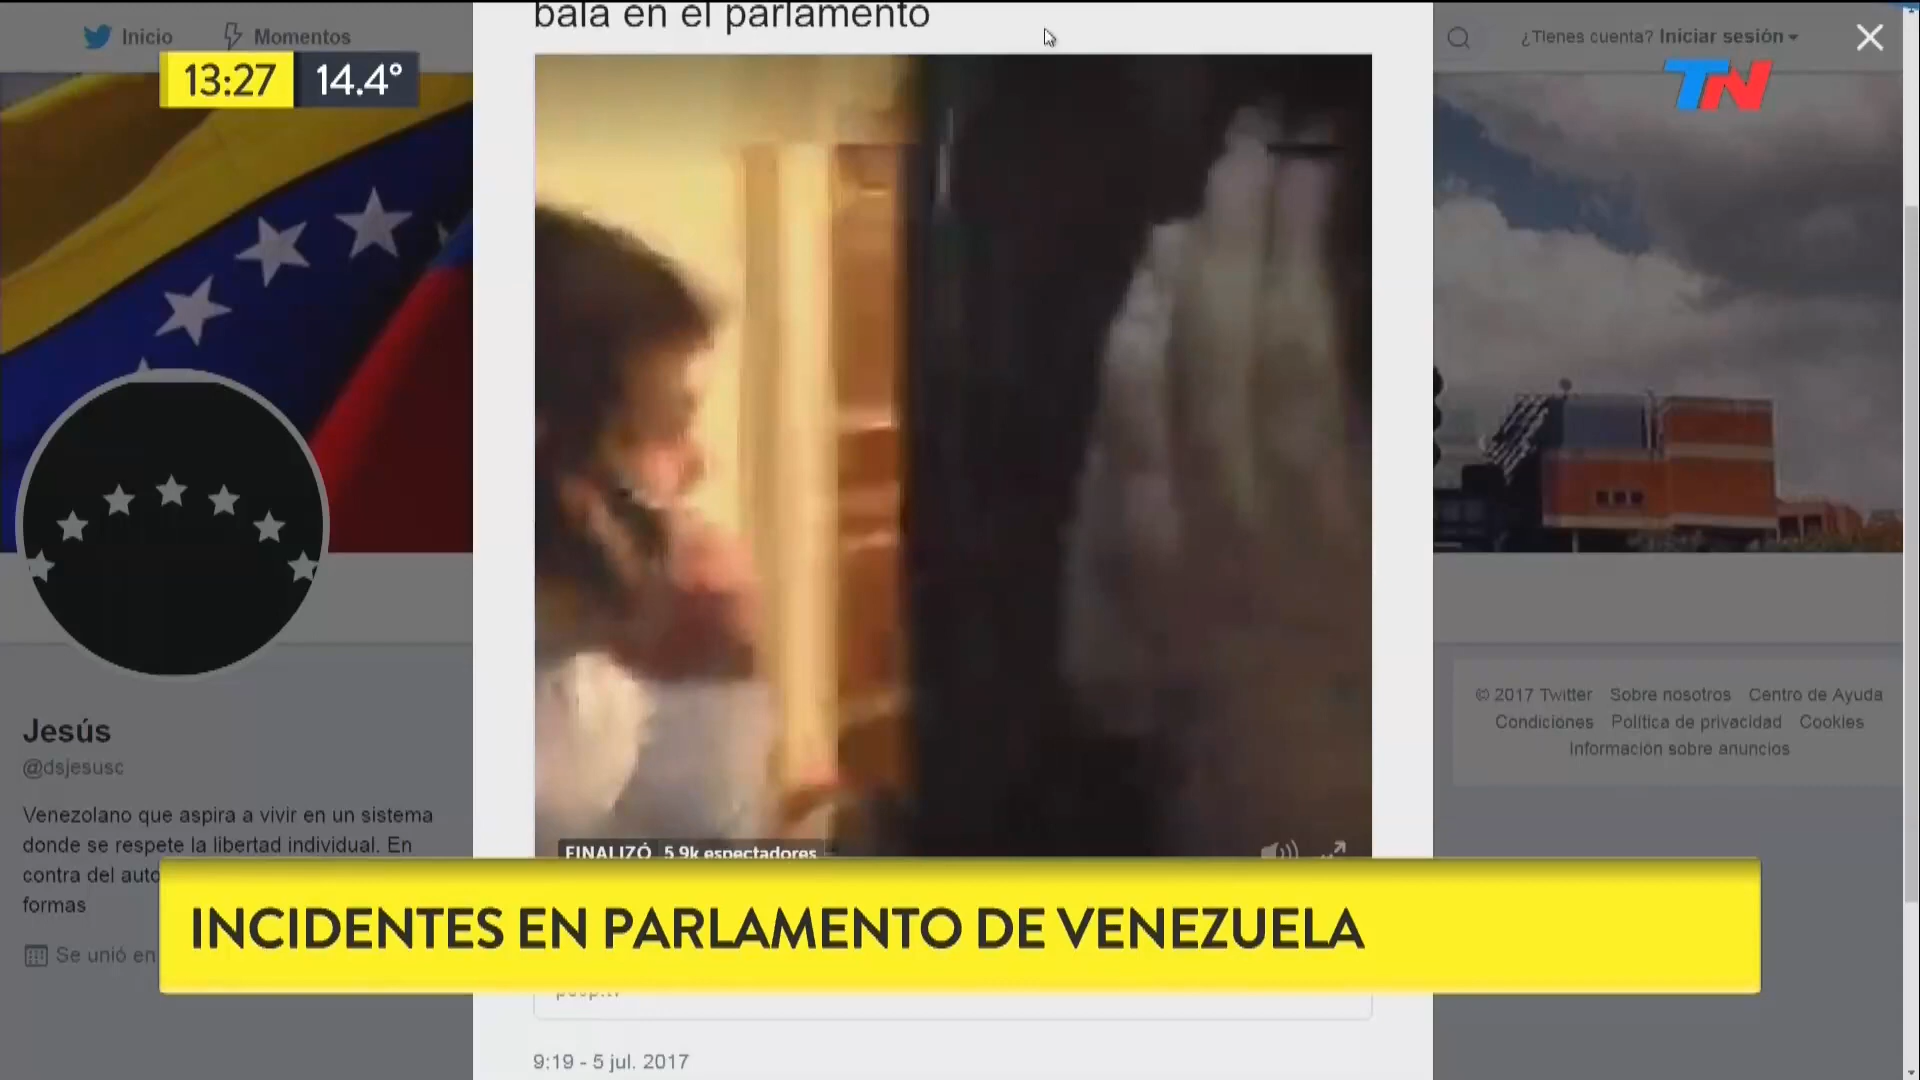 bala en el parlamento
Inicio
Momentos
¿Tienes cuenta? Iniciar sesión
13:27 14.4°
TN
FINALIZÓ 5.9k espectadores
Jesús
@dsjesusc
Venezolano que aspira a vivir en un sistema
donde se respete la libertad individual. En
contra del auto
formas
Se unió en
© 2017 Twitter Sobre nosotros Centro de Ayuda
Condiciones Política de privacidad Cookies
Información sobre anuncios
INCIDENTES EN PARLAMENTO DE VENEZUELA
9:19 - 5 jul. 2017